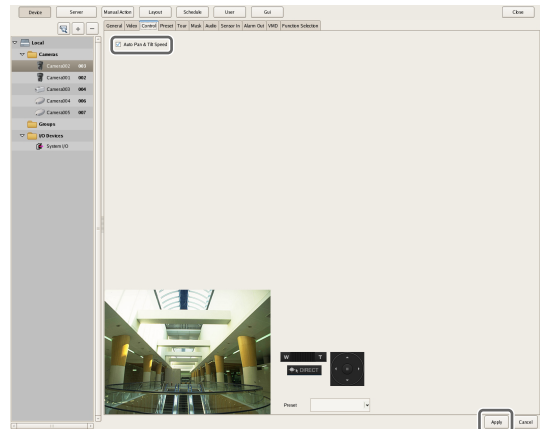 Device
Server
Manual Action
Layout
Schedule
User
Gui
Close
General Video Control Preset Tour Mask Audio Sensor In Alarm Out VMD Function Selection
Auto Pan & Tilt Speed
Local
Cameras
Camera002 003
Camera001 002
Camera003 004
Camera004 006
Camera005 007
Groups
I/O Devices
System I/O
W T
DIRECT
Preset
Apply
Cancel